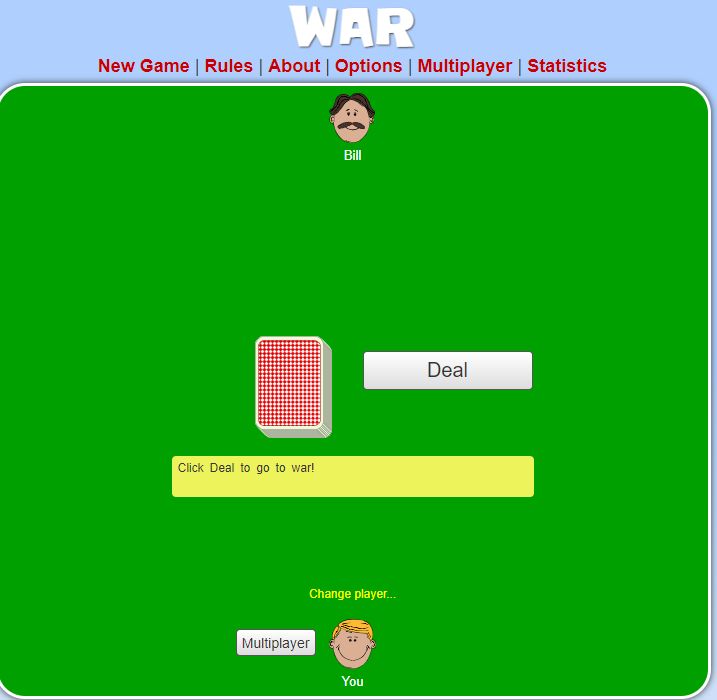 WAR
New Game | Rules | About | Options | Multiplayer | Statistics
Bill
Deal
Click Deal to go to war!
Change player...
Multiplayer
You